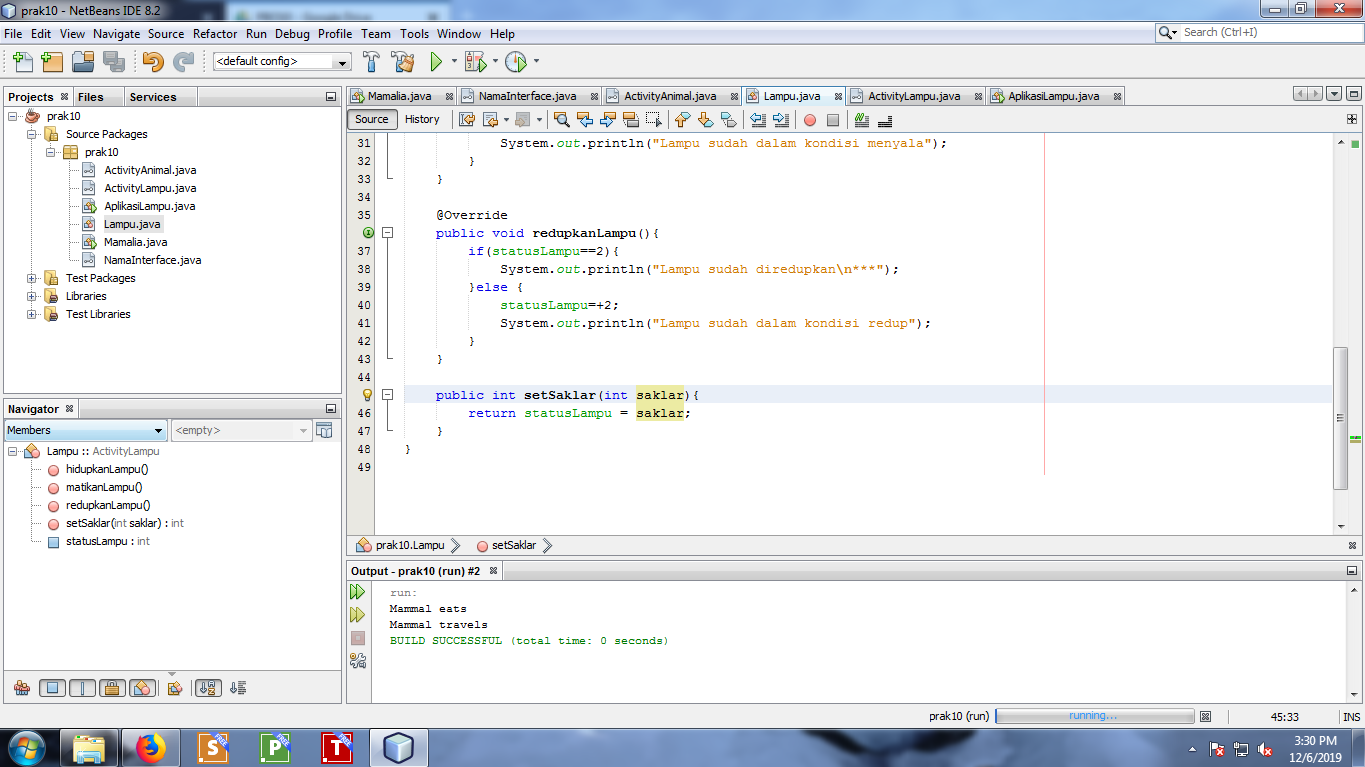 prak10 - NetBeans IDE 8.2
File Edit View Navigate Source Refactor Run Debug Profile Team Tools Window Help
Search (Ctrl+I)
<default config>
Projects Files Services
prak10
Source Packages
prak10
ActivityAnimal.java
ActivityLampu.java
AplikasiLampu.java
Lampu.java
Mamalia.java
NamaInterface.java
Test Packages
Libraries
Test Libraries
Navigator
Members
<empty>
Lampu :: ActivityLampu
hidupkanLampu()
matikanLampu()
redupkanLampu()
setSaklar(int saklar) : int
statusLampu : int
Mamalia.java NamaInterface.java ActivityAnimal.java Lampu.java ActivityLampu.java AplikasiLampu.java
Source History
31 System.out.println("Lampu sudah dalam kondisi menyala");
32 }
33 }
34
35 @Override
public void redupkanLampu(){
37 if(statusLampu==2){
38 System.out.println("Lampu sudah diredupkan\n***");
39 }else {
40 statusLampu=+2;
41 System.out.println("Lampu sudah dalam kondisi redup");
42 }
43 }
44
public int setSaklar(int saklar){
46 return statusLampu = saklar;
47 }
48 }
49
prak10.Lampu setSaklar
Output - prak10 (run) #2
run:
Mammal eats
Mammal travels
BUILD SUCCESSFUL (total time: 0 seconds)
prak10 (run) running... 45:33 INS
S P T
3:30 PM
12/6/2019